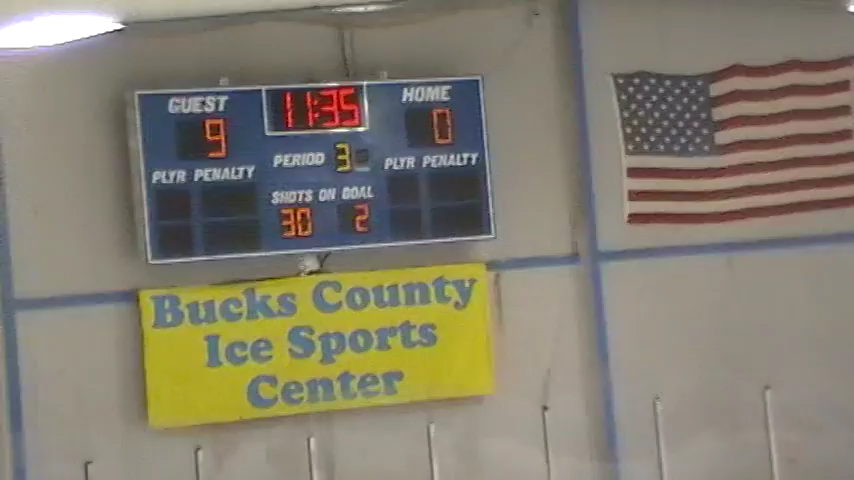 GUEST 11:35 HOME
9 0
PERIOD 3
PLYR PENALTY PLYR PENALTY
SHOTS ON GOAL
30 2
Bucks County
Ice Sports
Center